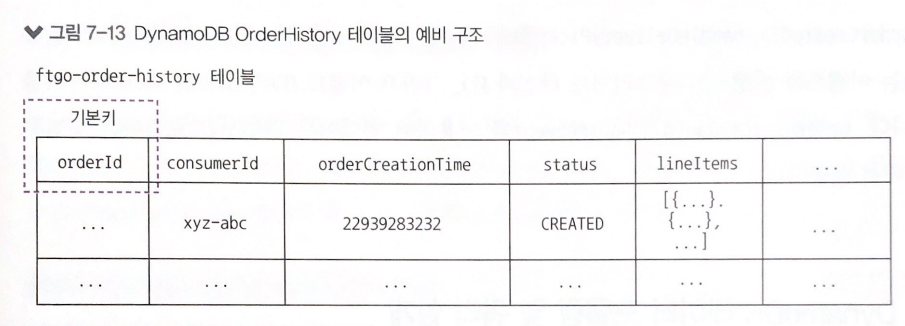 그림 7-13 DynamoDB OrderHistory 테이블의 예비 구조
ftgo-order-history 테이블
기본키
orderId consumerId orderCreationTime status lineItems ...
... xyz-abc 22939283232 CREATED [{...}. ...
{...},
...]
... ... ... ... ... ...